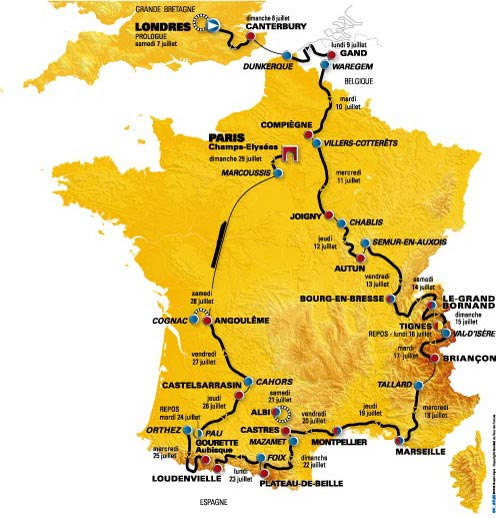 GRANDE BRETAGNE
LONDRES
PROLOGUE
samedi 7 juillet
dimanche 8 juillet
CANTERBURY
lundi 9 juillet
GAND
DUNKERQUE
WAREGEM
BELGIQUE
mardi
10 juillet
COMPIÈGNE
VILLERS-COTTERÊTS
PARIS
Champs-Elysées
dimanche 29 juillet
MARCOUSSIS
mercredi
11 juillet
JOIGNY
CHABLIS
jeudi
12 juillet
SEMUR-EN-AUXOIS
AUTUN
vendredi
13 juillet
samedi
14 juillet
BOURG-EN-BRESSE
LE-GRAND
BORNAND
dimanche
15 juillet
TIGNES
REPOS - lundi 16 juillet
VAL-D'ISÈRE
mardi
17 juillet
BRIANÇON
samedi
28 juillet
COGNAC
ANGOULÊME
vendredi
27 juillet
TALLARD
mercredi
18 juillet
CAHORS
CASTELSARRASIN
samedi
21 juillet
jeudi
26 juillet
ALBI
vendredi
20 juillet
jeudi
19 juillet
REPOS
mardi 24 juillet
CASTRES
MONTPELLIER
MARSEILLE
ORTHEZ
PAU
MAZAMET
GOURETTE
Aubisque
mercredi
25 juillet
FOIX
dimanche
22 juillet
LOUDENVIELLE
lundi
23 juillet
PLATEAU-DE-BEILLE
ESPAGNE